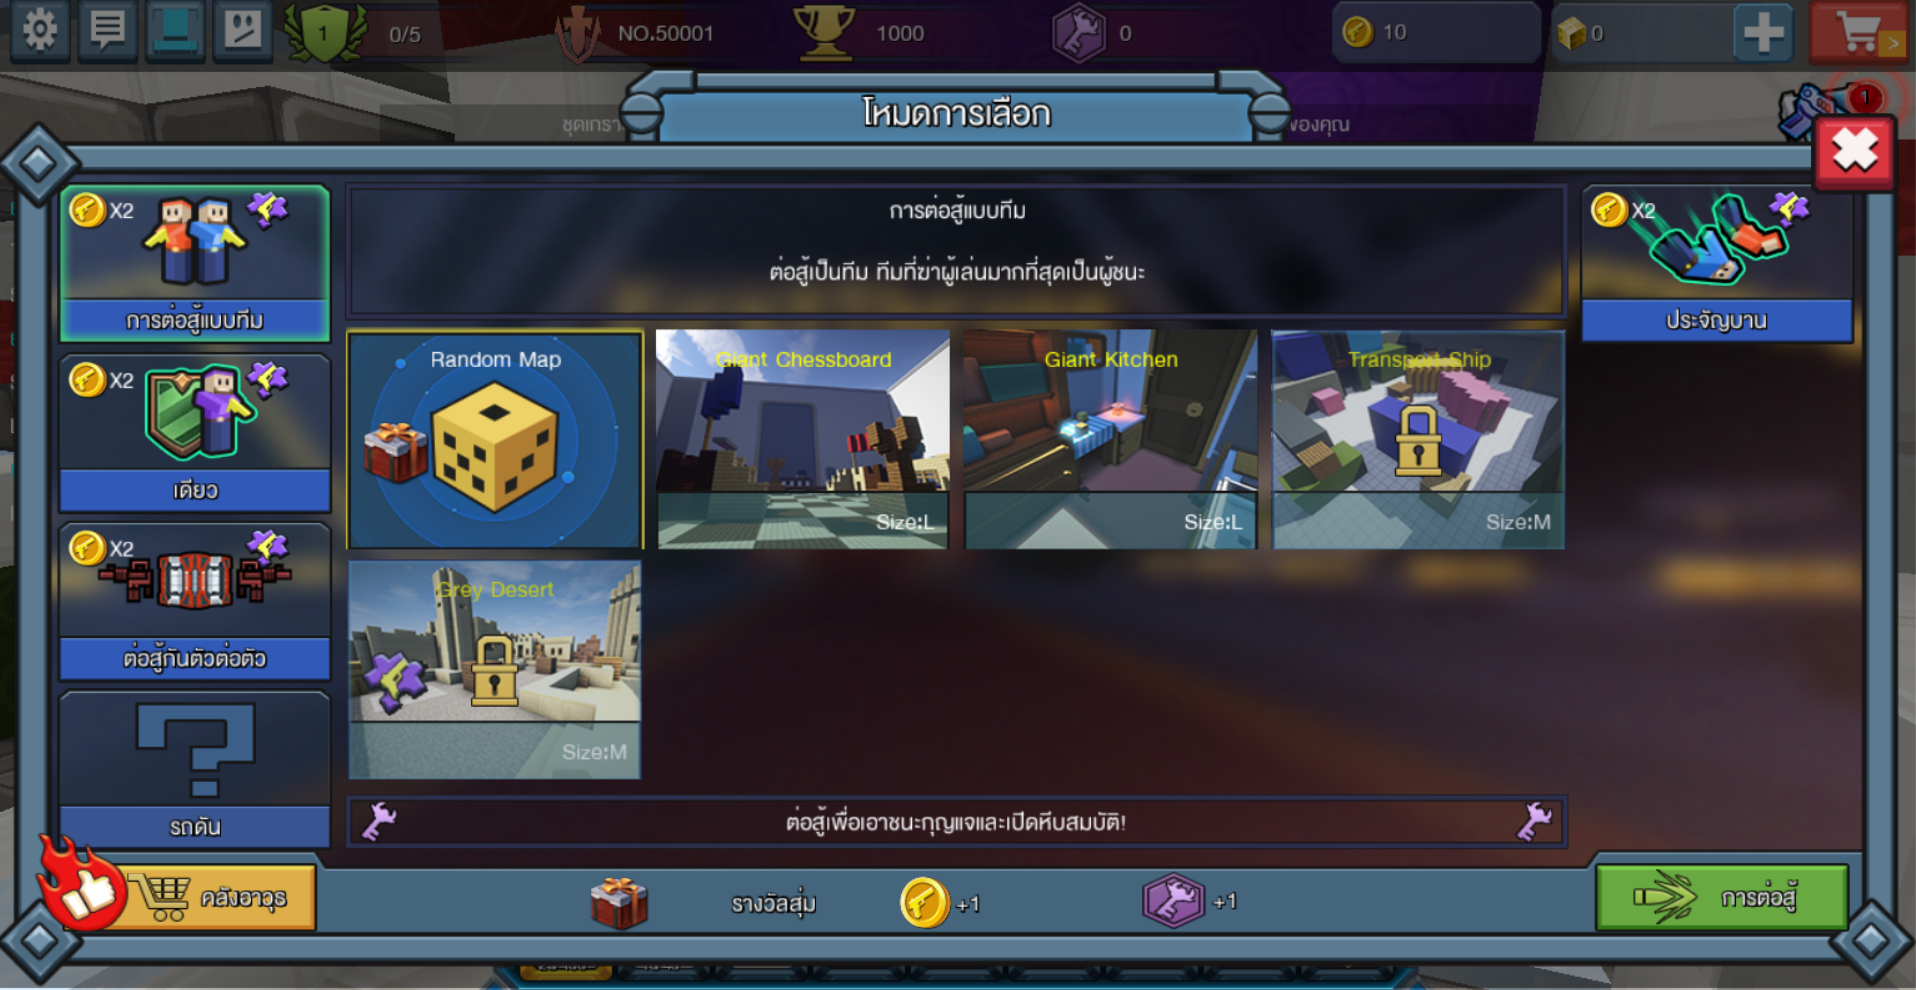 1
0/5
NO.50001
1000
0
10
0
1
โหมดการเลือก
ชุดเกรา
ของคุณ
X2
การต่อสู้แบบทีม
X2
เดียว
X2
ต่อสู้กันตัวต่อตัว
รถดัน
การต่อสู้แบบทีม
ต่อสู้เป็นทีม ทีมที่ฆ่าผู้เล่นมากที่สุดเป็นผู้ชนะ
Random Map
Giant Chessboard
Size:L
Giant Kitchen
Size:L
Transport Ship
Size:M
Grey Desert
Size:M
X2
ประจัญบาน
ต่อสู้เพื่อเอาชนะกุญแจและเปิดหีบสมบัติ!
คลังอาวุธ
รางวัลสุ่ม
+1
+1
การต่อสู้